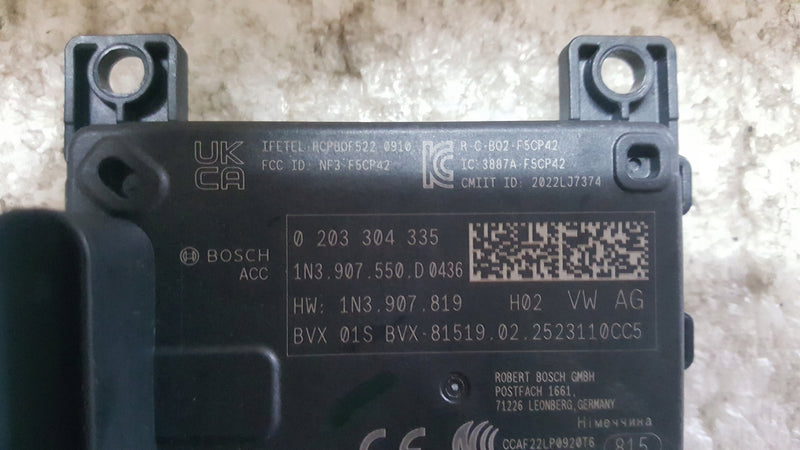 UK
CA
IFETEL: RCPBOF522 0910
FCC ID: NF3-F5CP42
R-C-BO2-F5CP42
IC:3887A-F5CP42
CMIIT ID: 2022LJ7374
BOSCH
ACC
0 203 304 335
1N3.907.550.D 0436
HW: 1N3.907.819 H02 VW AG
BVX 01S BVX-81519.02.2523110CC5
ROBERT BOSCH GMBH
POSTFACH 1661,
71226 LEONBERG, GERMANY
Німеччина
CE
CCAF22LP0920T6
815